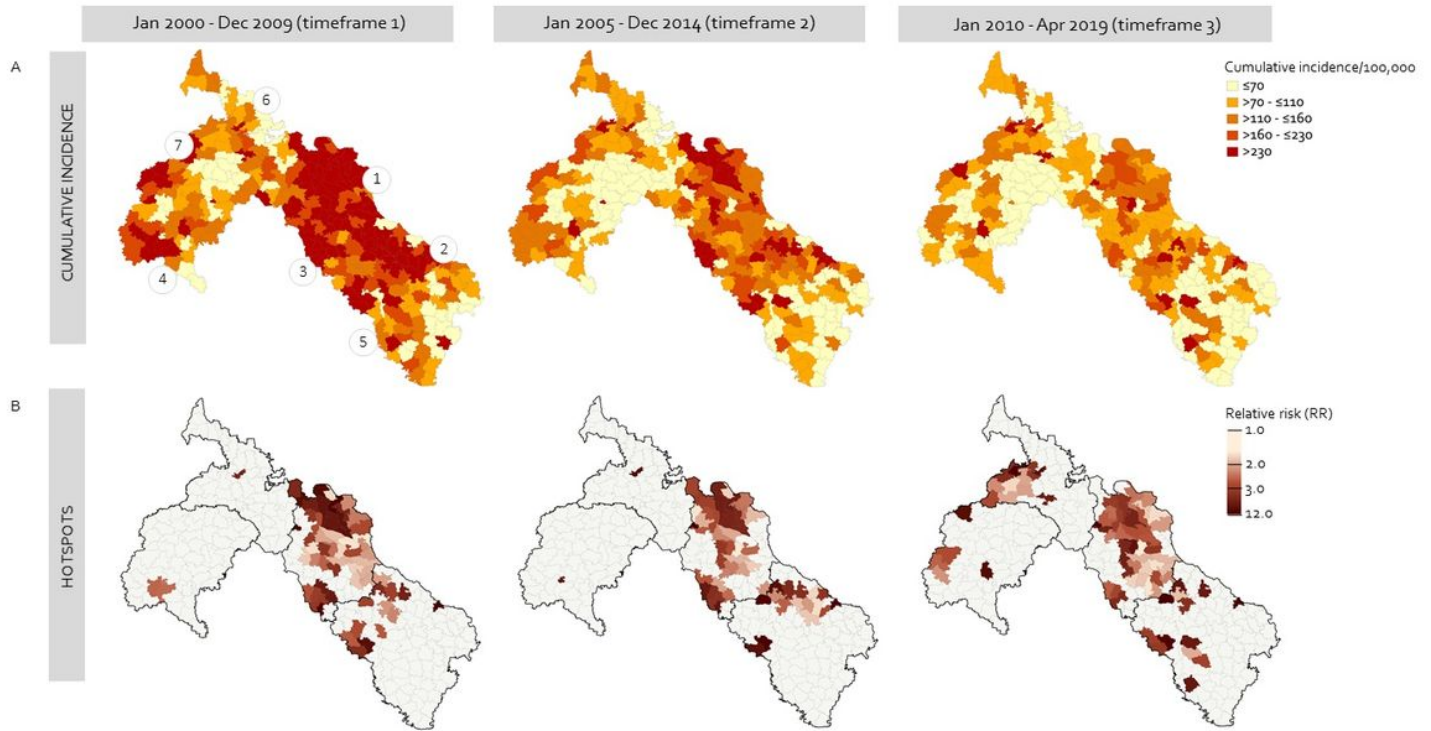 Jan 2000 - Dec 2009 (timeframe 1)
Jan 2005 - Dec 2014 (timeframe 2)
Jan 2010 - Apr 2019 (timeframe 3)
A
CUMULATIVE INCIDENCE
6
7
1
2
3
4
5
Cumulative incidence/100,000
≤70
>70 - ≤110
>110 - ≤160
>160 - ≤230
>230
B
HOTSPOTS
Relative risk (RR)
1.0
2.0
3.0
12.0